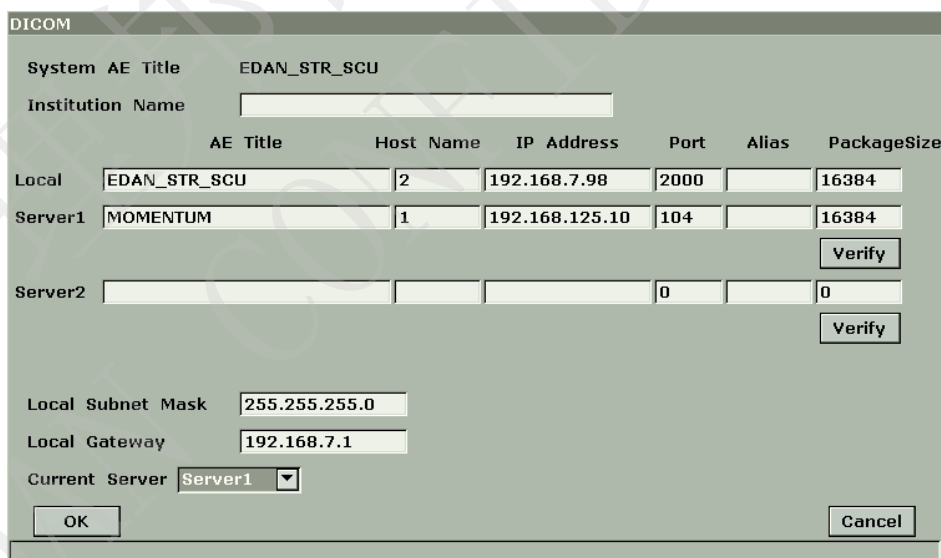 DICOM
System AE Title EDAN_STR_SCU
Institution Name
AE Title Host Name IP Address Port Alias PackageSize
Local EDAN_STR_SCU 2 192.168.7.98 2000 16384
Server1 MOMENTUM 1 192.168.125.10 104 16384
Verify
Server2 0 0
Verify
Local Subnet Mask 255.255.255.0
Local Gateway 192.168.7.1
Current Server Server1
OK Cancel